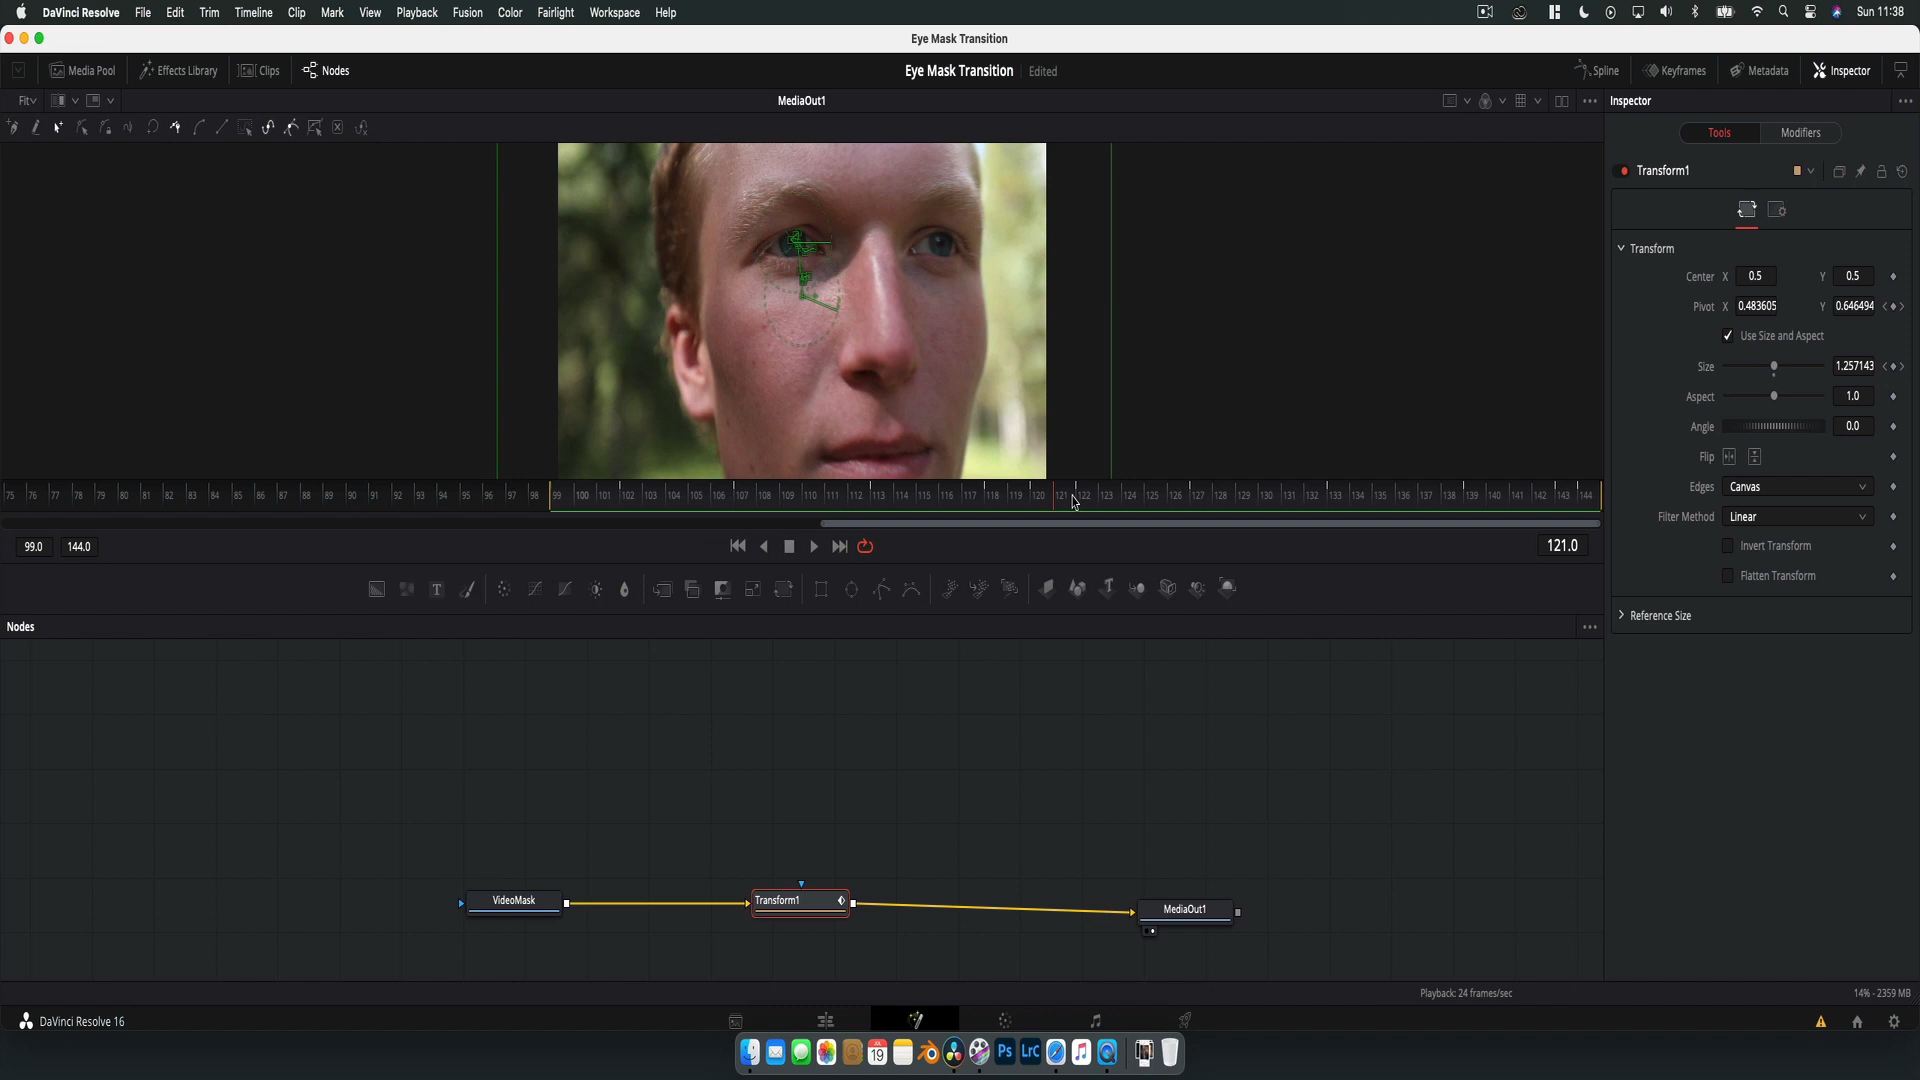 DaVinci Resolve File Edit Trim Timeline Clip Mark View Playback Fusion Color Fairlight Workspace Help Sun 11:38
Eye Mask Transition
Media Pool Effects Library Clips Nodes Eye Mask Transition Edited Spline Keyframes Metadata Inspector
Fit MediaOut1 Inspector
Tools Modifiers
Transform1
Transform
Center X 0.5 Y 0.5
Pivot X 0.483605 Y 0.646494
Use Size and Aspect
Size 1.257143
Aspect 1.0
Angle 0.0
Flip
Edges Canvas
75 76 77 78 79 80 81 82 83 84 85 86 87 88 89 90 91 92 93 94 95 96 97 98 99 100 101 102 103 104 105 106 107 108 109 110 111 112 113 114 115 116 117 118 119 120 121 122 123 124 125 126 127 128 129 130 131 132 133 134 135 136 137 138 139 140 141 142 143 144
Filter Method Linear
99.0 144.0 121.0
Invert Transform
Flatten Transform
Reference Size
Nodes
VideoMask Transform1 MediaOut1
Playback: 24 frames/sec 14% - 2359 MB
DaVinci Resolve 16
JUL
19
Ps
LrC